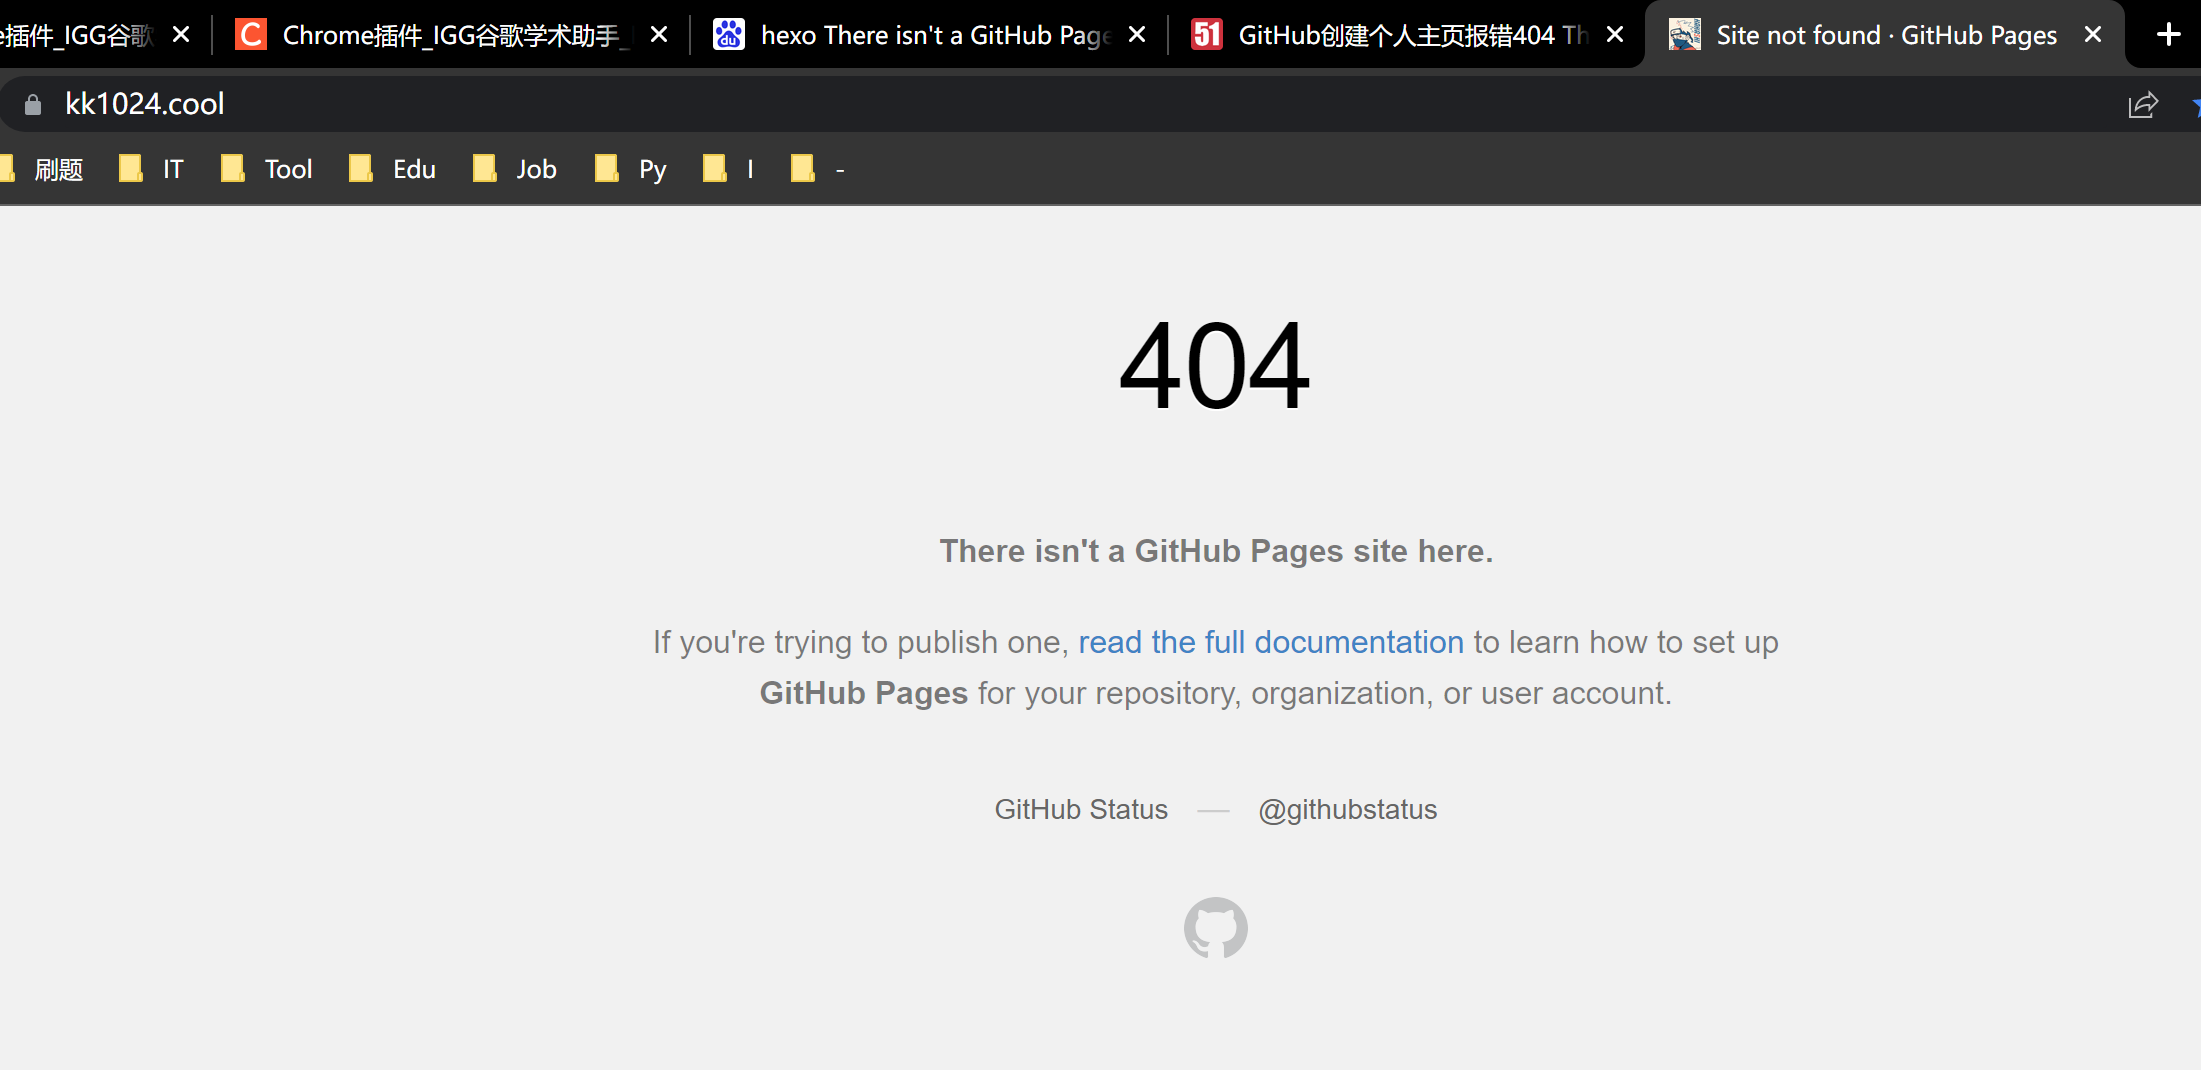 e插件_IGG谷歌
Chrome插件_IGG谷歌学术助手_
hexo There isn't a GitHub Page
GitHub创建个人主页报错404 Th
Site not found · GitHub Pages
kk1024.cool
刷题 IT Tool Edu Job Py I -
404
There isn't a GitHub Pages site here.
If you're trying to publish one, read the full documentation to learn how to set up
GitHub Pages for your repository, organization, or user account.
GitHub Status — @githubstatus